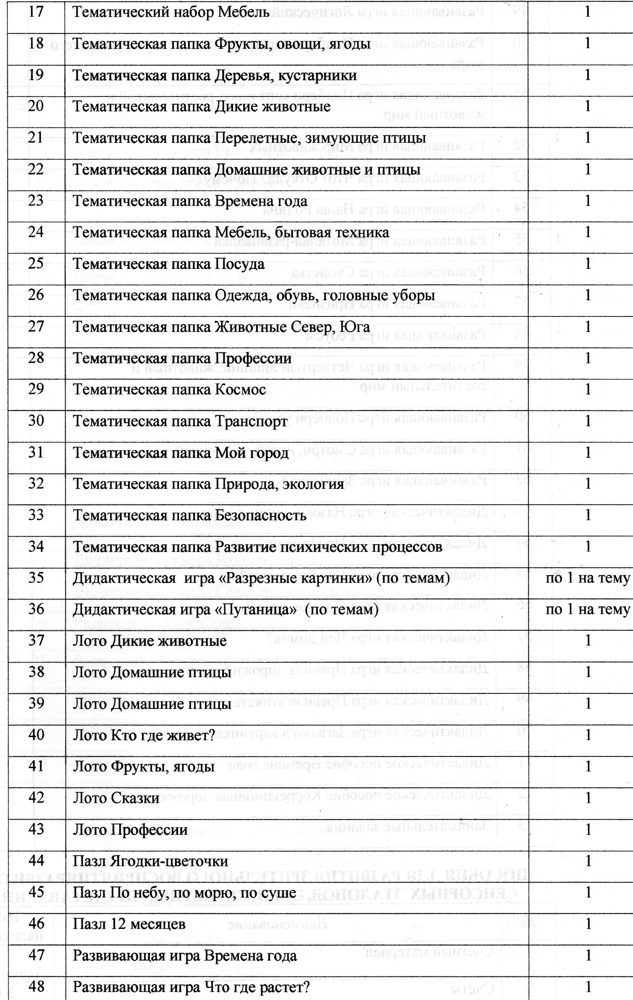 17 Тематический набор Мебель 1
18 Тематическая папка Фрукты, овощи, ягоды 1
19 Тематическая папка Деревья, кустарники 1
20 Тематическая папка Дикие животные 1
21 Тематическая папка Перелетные, зимующие птицы 1
22 Тематическая папка Домашние животные и птицы 1
23 Тематическая папка Времена года 1
24 Тематическая папка Мебель, бытовая техника 1
25 Тематическая папка Посуда 1
26 Тематическая папка Одежда, обувь, головные уборы 1
27 Тематическая папка Животные Север, Юга 1
28 Тематическая папка Профессии 1
29 Тематическая папка Космос 1
30 Тематическая папка Транспорт 1
31 Тематическая папка Мой город 1
32 Тематическая папка Природа, экология 1
33 Тематическая папка Безопасность 1
34 Тематическая папка Развитие психических процессов 1
35 Дидактическая игра «Разрезные картинки» (по темам) по 1 на тему
36 Дидактическая игра «Путаница» (по темам) по 1 на тему
37 Лото Дикие животные 1
38 Лото Домашние птицы 1
39 Лото Домашние птицы 1
40 Лото Кто где живет? 1
41 Лото Фрукты, ягоды 1
42 Лото Сказки 1
43 Лото Профессии 1
44 Пазл Ягодки-цветочки 1
45 Пазл По небу, по морю, по суше 1
46 Пазл 12 месяцев 1
47 Развивающая игра Времена года 1
48 Развивающая игра Что где растет? 1